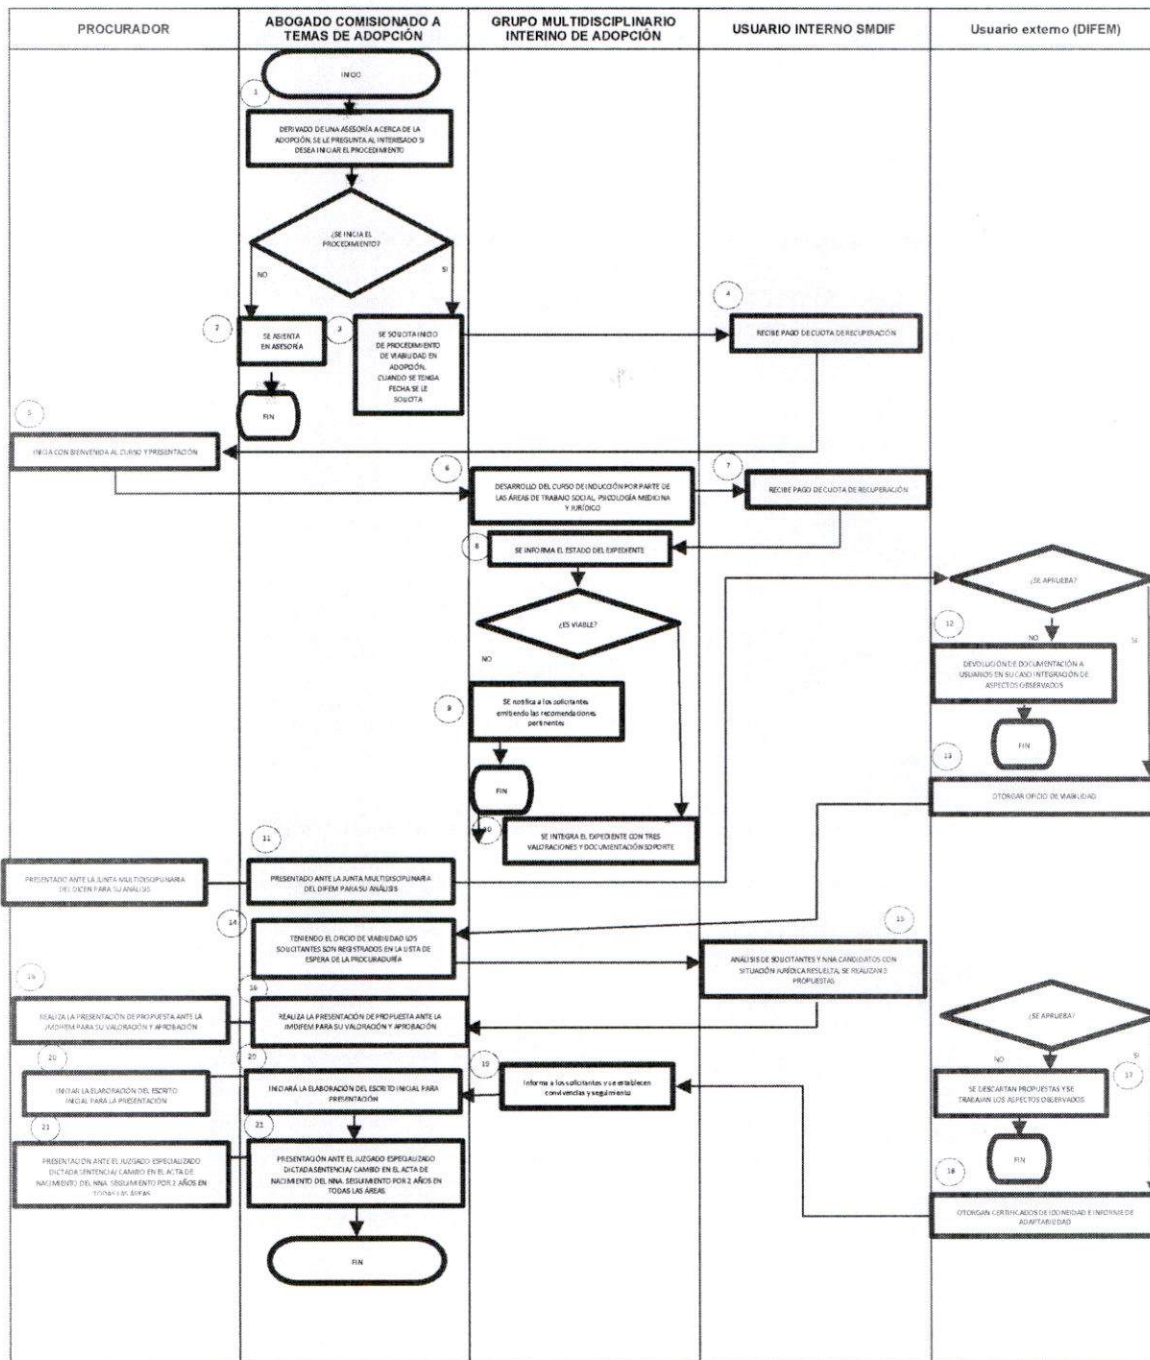 PROCURADOR
ABOGADO COMISIONADO A
TEMAS DE ADOPCIÓN
GRUPO MULTIDISCIPLINARIO
INTERINO DE ADOPCIÓN
USUARIO INTERNO SMDIF
Usuario externo (DIFEM)
INICIO
1
DERIVADO DE UNA ASESORÍA ACERCA DE LA
ADOPCIÓN, SE LE PREGUNTA AL INTERESADO SI
DESEA INICIAR EL PROCEDIMIENTO
¿SE INICIA EL
PROCEDIMIENTO?
NO
SI
2
SE ASIENTA
EN ASESORÍA
FIN
3
SE SOLICITA INICIO
DE PROCEDIMIENTO
DE VIABILIDAD EN
ADOPCIÓN,
CUANDO SE TENGA
FECHA SE LE
SOLICITA
4
RECIBE PAGO DE CUOTA DE RECUPERACIÓN
5
INICIA CON BIENVENIDA AL CURSO Y PRESENTACIÓN
6
DESARROLLO DEL CURSO DE INDUCCIÓN POR PARTE DE
LAS ÁREAS DE TRABAJO SOCIAL, PSICOLOGÍA MEDICINA
Y JURÍDICO
7
RECIBE PAGO DE CUOTA DE RECUPERACIÓN
8
SE INFORMA EL ESTADO DEL EXPEDIENTE
¿ES VIABLE?
NO
9
SE notifica a los solicitantes
emitiendo las recomendaciones
pertinentes
FIN
10
SE INTEGRA EL EXPEDIENTE CON TRES
VALORACIONES Y DOCUMENTACIÓN SOPORTE
¿SE APRUEBA?
NO
SI
12
DEVOLUCIÓN DE DOCUMENTACIÓN A
USUARIOS EN SU CASO INTEGRACIÓN DE
ASPECTOS OBSERVADOS
FIN
13
OTORGAR OFICIO DE VIABILIDAD
11
PRESENTADO ANTE LA JUNTA MULTIDISCIPLINARIA
DEL DICEN PARA SU ANÁLISIS
PRESENTADO ANTE LA JUNTA MULTIDISCIPLINARIA
DEL DIFEM PARA SU ANÁLISIS
14
TENIENDO EL OFICIO DE VIABILIDAD LOS
SOLICITANTES SON REGISTRADOS EN LA LISTA DE
ESPERA DE LA PROCURADURÍA
15
ANÁLISIS DE SOLICITANTES Y NNA CANDIDATOS CON
SITUACIÓN JURÍDICA RESUELTA, SE REALIZAN 3
PROPUESTAS
16
REALIZA LA PRESENTACIÓN DE PROPUESTA ANTE LA
JMDIFEM PARA SU VALORACIÓN Y APROBACIÓN
REALIZA LA PRESENTACIÓN DE PROPUESTA ANTE LA
JMDIFEM PARA SU VALORACIÓN Y APROBACIÓN
¿SE APRUEBA?
NO
SI
17
SE DESCARTAN PROPUESTAS Y SE
TRABAJAN LOS ASPECTOS OBSERVADOS
FIN
18
OTORGAN CERTIFICADOS DE IDONEIDAD E INFORME DE
ADAPTABILIDAD
19
Informa a los solicitantes y se establecen
convivencias y seguimiento
20
INICIAR LA ELABORACIÓN DEL ESCRITO
INICIAL PARA LA PRESENTACIÓN
20
INICIARÁ LA ELABORACIÓN DEL ESCRITO INICIAL PARA
PRESENTACIÓN
21
PRESENTACIÓN ANTE EL JUZGADO ESPECIALIZADO
DICTADA SENTENCIA/ CAMBIO EN EL ACTA DE
NACIMIENTO DEL NNA. SEGUIMIENTO POR 2 AÑOS EN
TODAS LAS ÁREAS
21
PRESENTACIÓN ANTE EL JUZGADO ESPECIALIZADO
DICTADA SENTENCIA/ CAMBIO EN EL ACTA DE
NACIMIENTO DEL NNA. SEGUIMIENTO POR 2 AÑOS EN
TODAS LAS ÁREAS
FIN